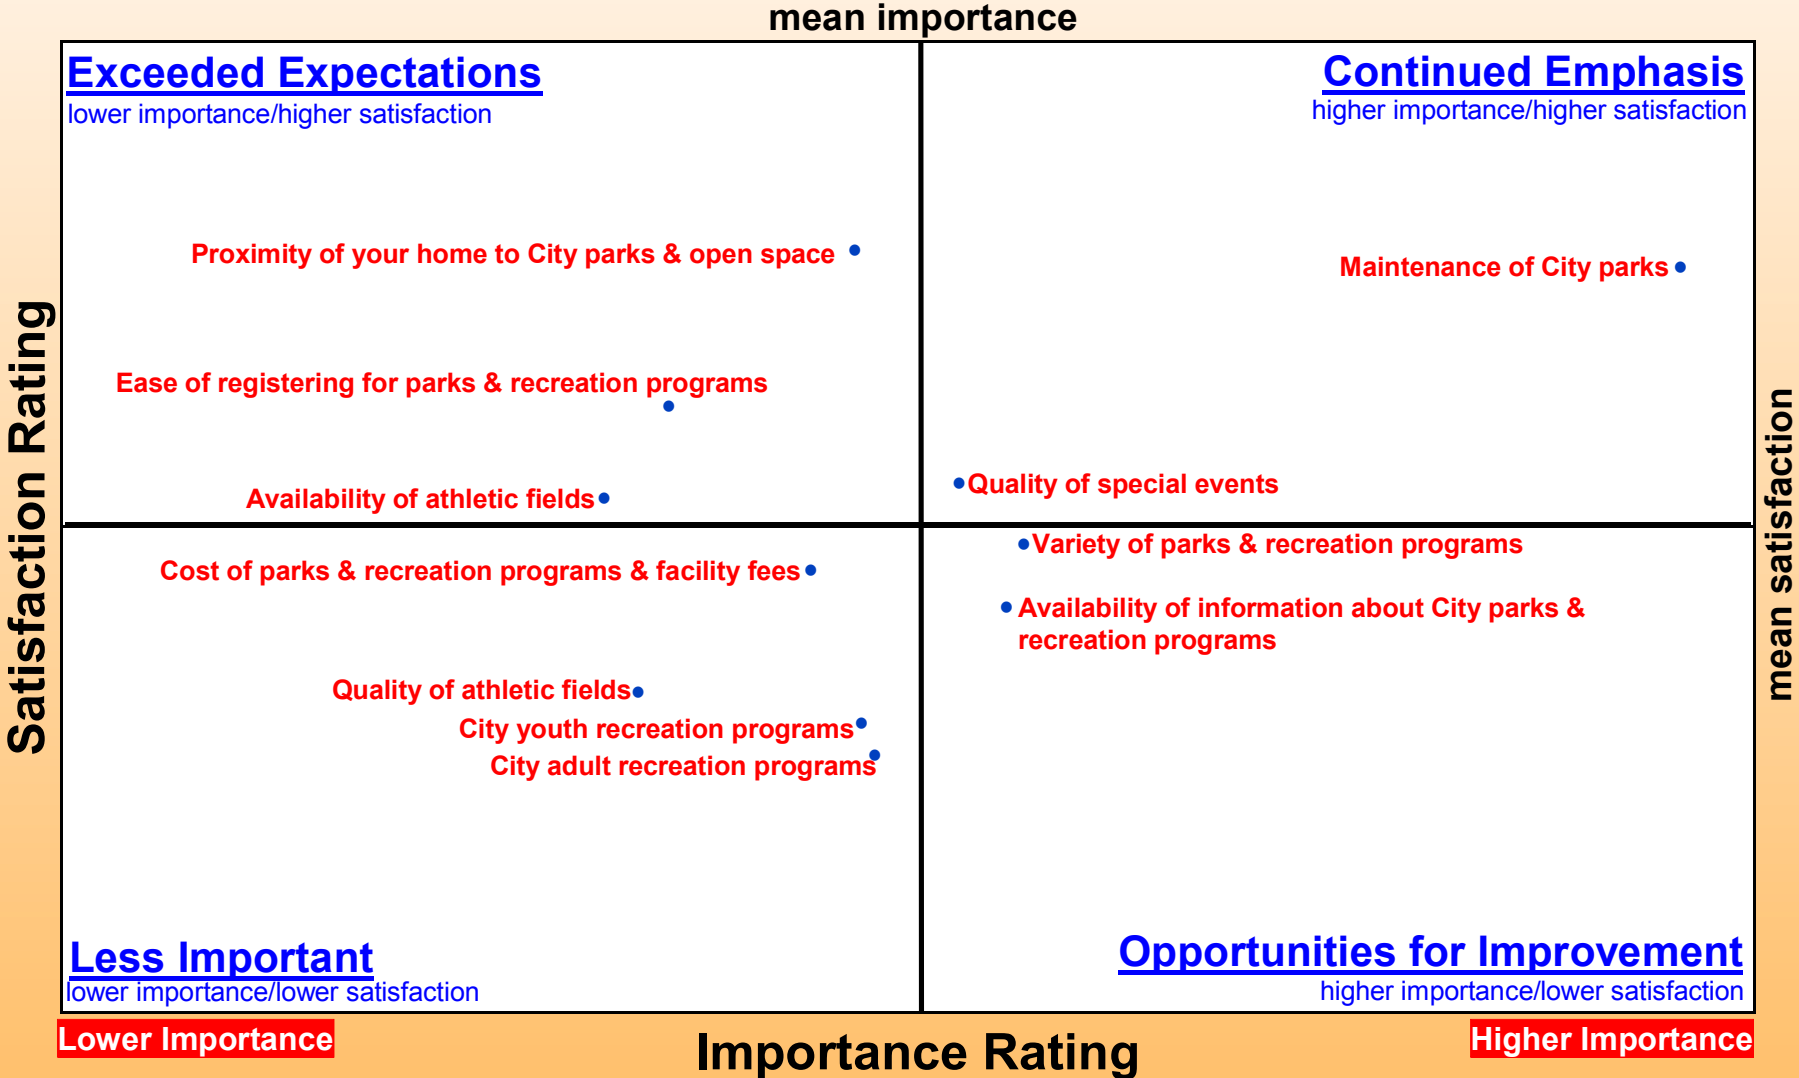 mean importance
Exceeded Expectations
lower importance/higher satisfaction
Continued Emphasis
higher importance/higher satisfaction
Proximity of your home to City parks & open space
Maintenance of City parks
Ease of registering for parks & recreation programs
Availability of athletic fields
Quality of special events
Satisfaction Rating
mean satisfaction
Cost of parks & recreation programs & facility fees
Variety of parks & recreation programs
Availability of information about City parks &
recreation programs
Quality of athletic fields
City youth recreation programs
City adult recreation programs
Less Important
lower importance/lower satisfaction
Opportunities for Improvement
higher importance/lower satisfaction
Lower Importance
Importance Rating
Higher Importance